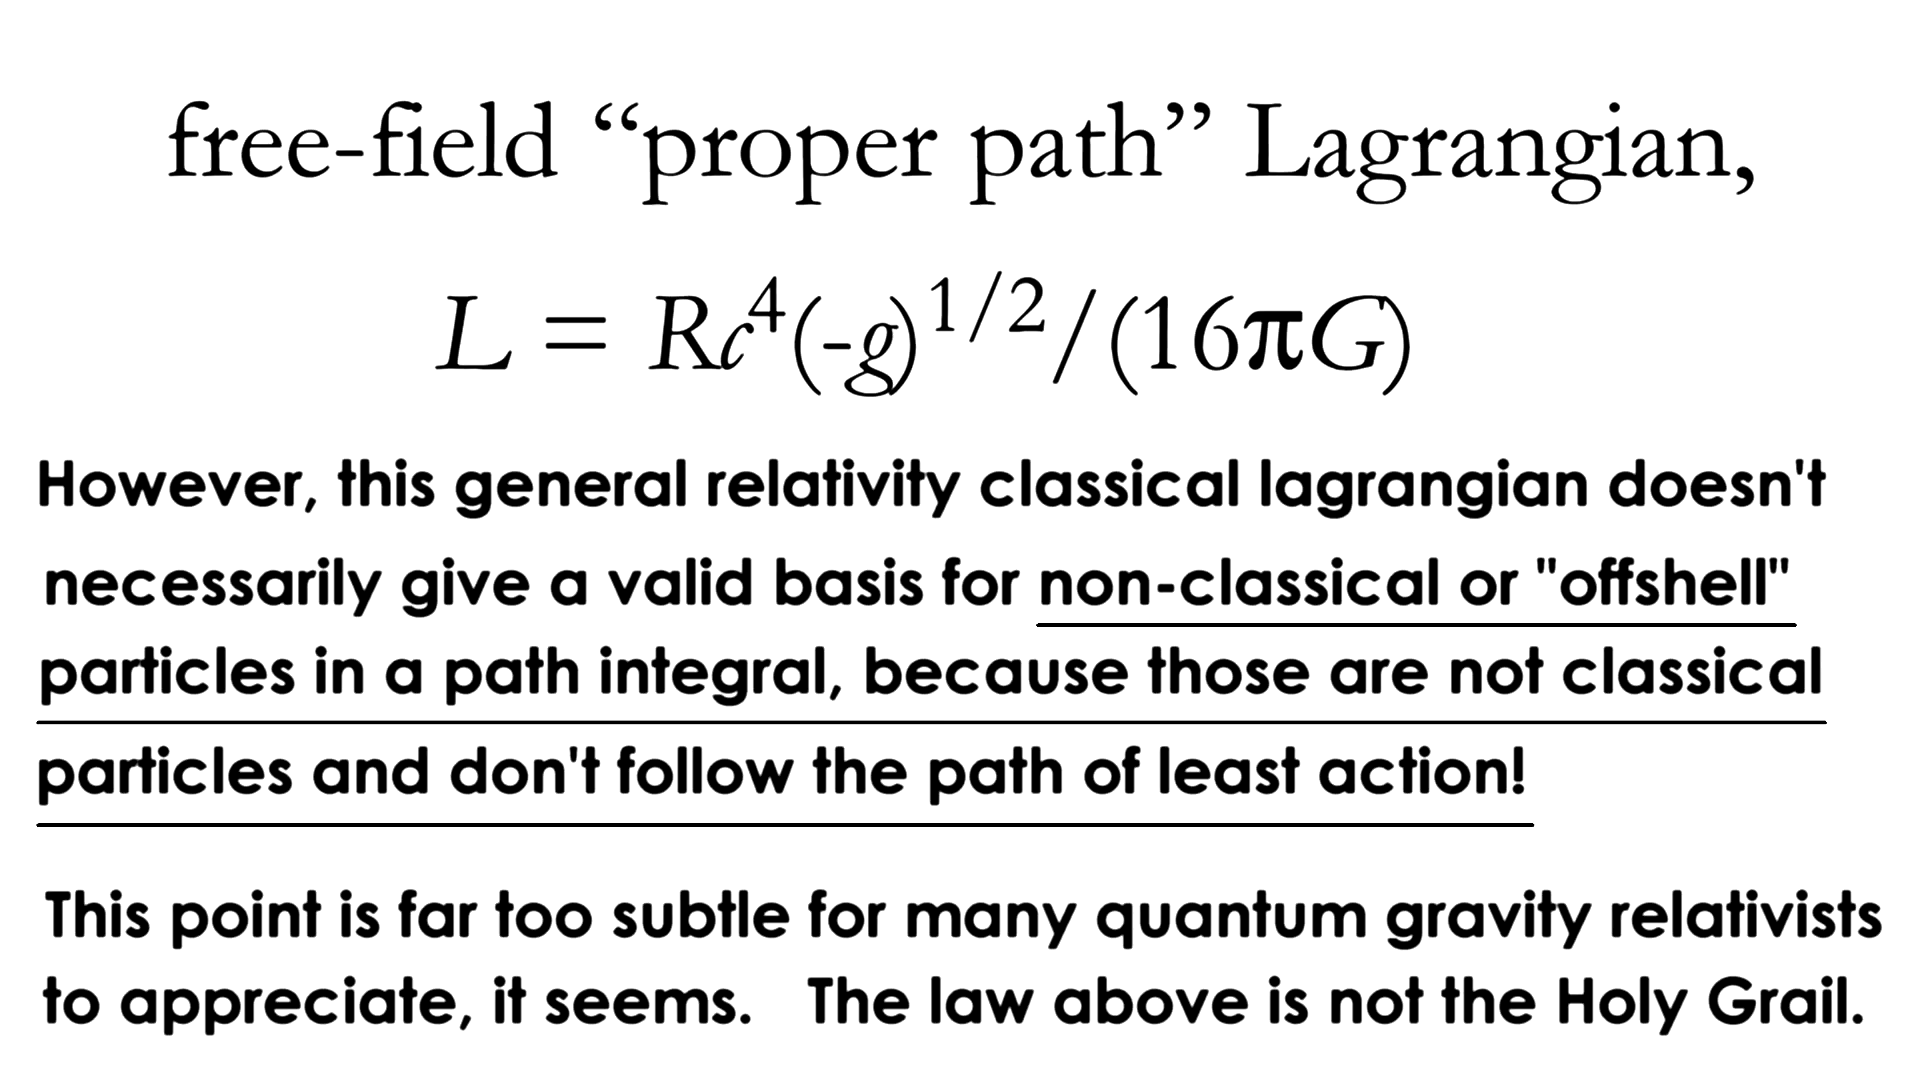 free-field “proper path” Lagrangian,
L = Rc⁴(-g)¹/²/(16πG)
However, this general relativity classical lagrangian doesn't
necessarily give a valid basis for non-classical or "offshell"
particles in a path integral, because those are not classical
particles and don't follow the path of least action!
This point is far too subtle for many quantum gravity relativists
to appreciate, it seems. The law above is not the Holy Grail.